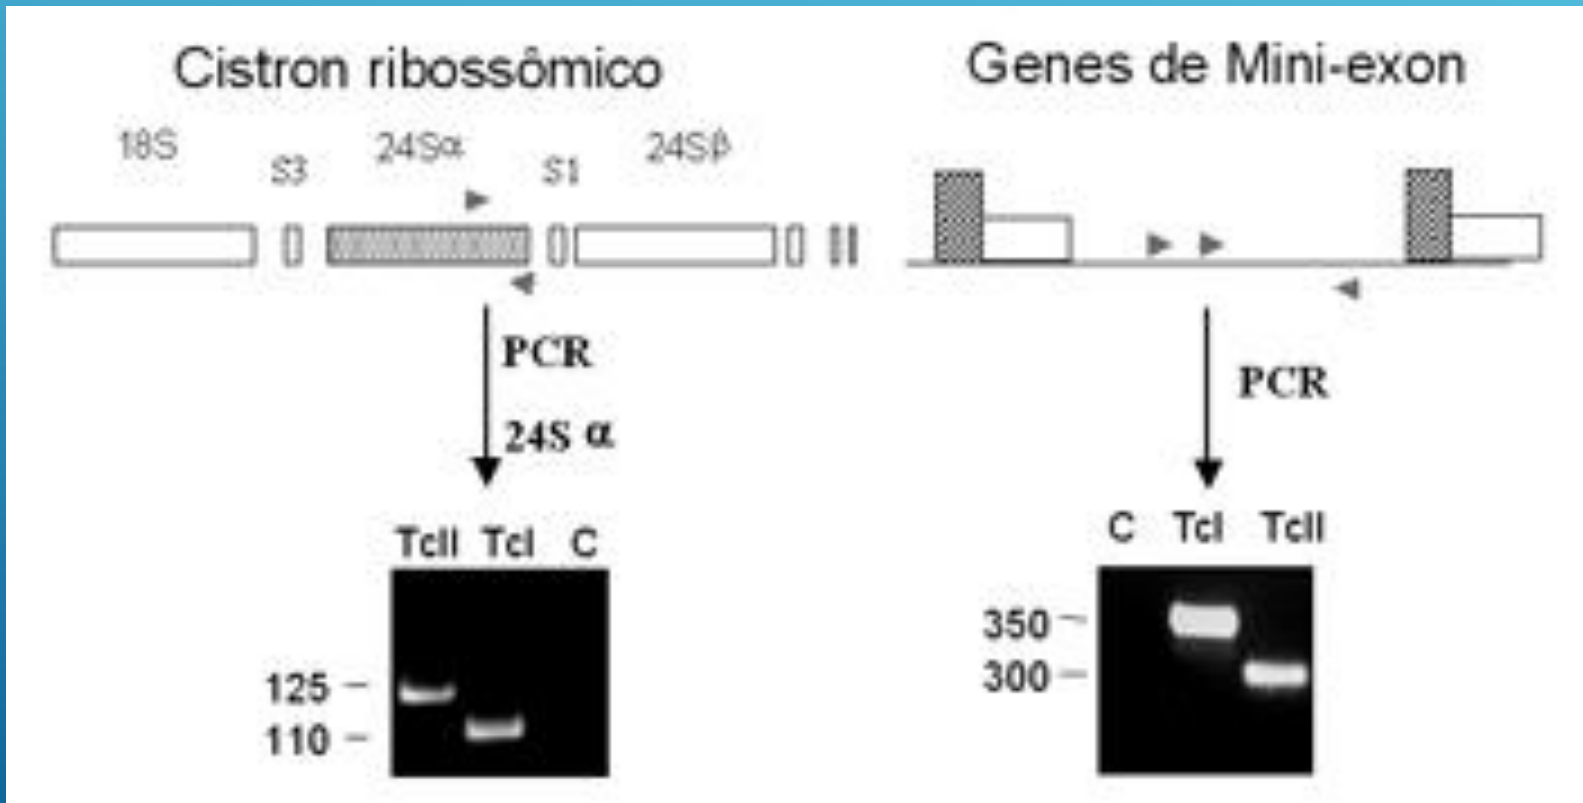 Cistron ribossômico
18S
S3
24Sα
S1
24Sβ
PCR
24S α
TcII TcI C
125 –
110 –
Genes de Mini-exon
PCR
C TcI TcII
350 –
300 –